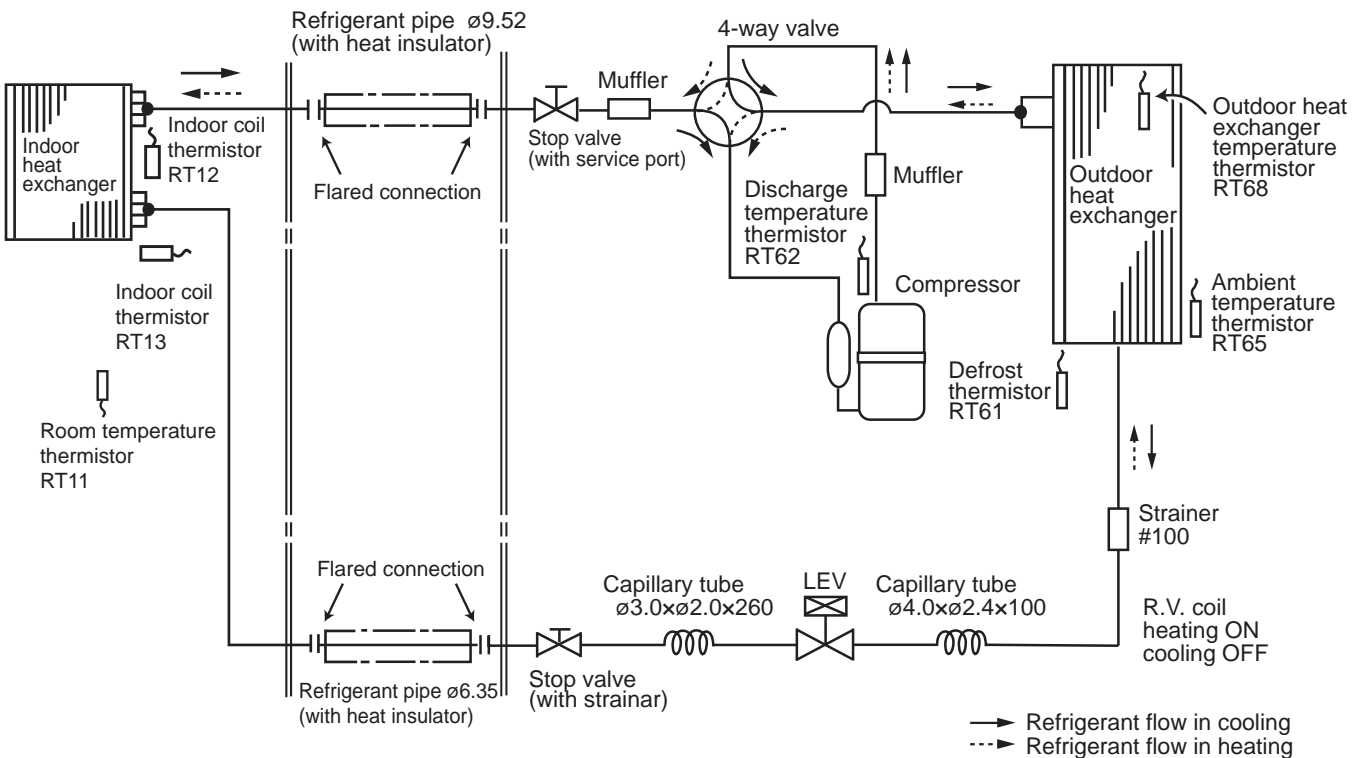 Refrigerant pipe ø9.52
(with heat insulator)
4-way valve
Muffler
Stop valve
(with service port)
Indoor
heat
exchanger
Indoor coil
thermistor
RT12
Flared connection
Outdoor heat
exchanger
temperature
thermistor
RT68
Outdoor
heat
exchanger
Muffler
Discharge
temperature
thermistor
RT62
Compressor
Indoor coil
thermistor
RT13
Ambient
temperature
thermistor
RT65
Defrost
thermistor
RT61
Room temperature
thermistor
RT11
Strainer
#100
Flared connection
Capillary tube
ø3.0×ø2.0×260
LEV
Capillary tube
ø4.0×ø2.4×100
R.V. coil
heating ON
cooling OFF
Refrigerant pipe ø6.35
(with heat insulator)
Stop valve
(with strainar)
Refrigerant flow in cooling
Refrigerant flow in heating